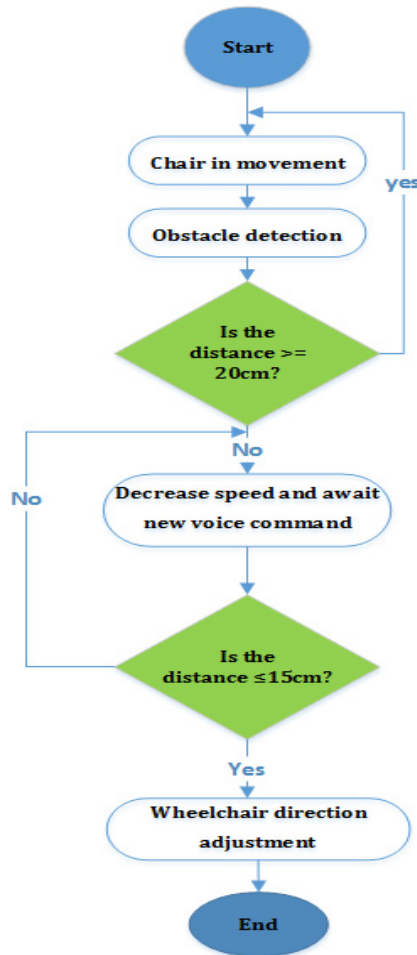 Start
Chair in movement
yes
Obstacle detection
Is the
distance >=
20cm?
No
No
Decrease speed and await
new voice command
Is the
distance ≤15cm?
Yes
Wheelchair direction
adjustment
End